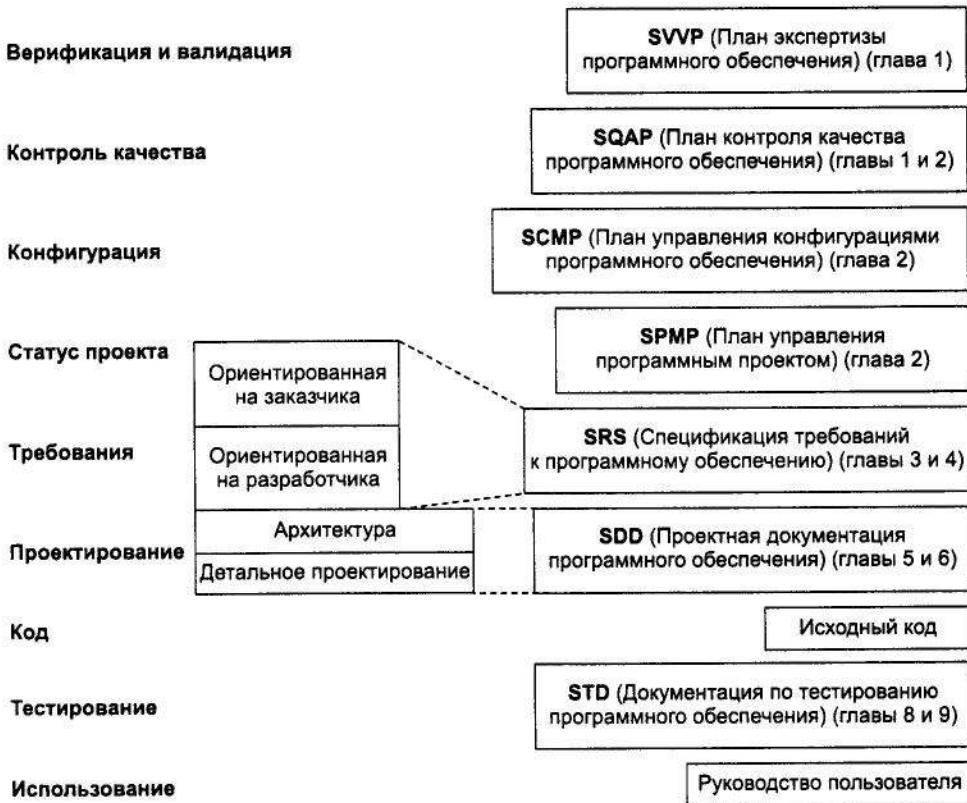 Верификация и валидация
SVVP (План экспертизы
программного обеспечения) (глава 1)
Контроль качества
SQAP (План контроля качества
программного обеспечения) (главы 1 и 2)
Конфигурация
SCMP (План управления конфигурациями
программного обеспечения) (глава 2)
Статус проекта
SPMP (План управления
программным проектом) (глава 2)
Ориентированная
на заказчика
Требования
Ориентированная
на разработчика
SRS (Спецификация требований
к программному обеспечению) (главы 3 и 4)
Проектирование
Архитектура
Детальное проектирование
SDD (Проектная документация
программного обеспечения) (главы 5 и 6)
Код
Исходный код
Тестирование
STD (Документация по тестированию
программного обеспечения) (главы 8 и 9)
Использование
Руководство пользователя